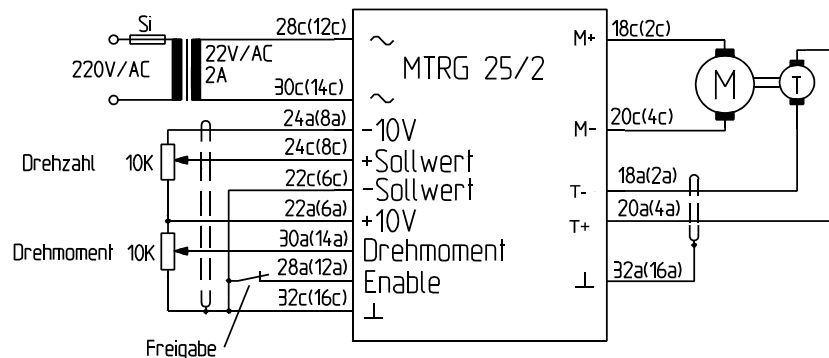 Si
220V/AC
22V/AC
2A
28c(12c)
30c(14c)
24a(8a)
24c(8c)
22c(6c)
22a(6a)
30a(14a)
28a(12a)
32c(16c)
Drehzahl 10K
Drehmoment 10K
Freigabe
~
~
MTRG 25/2
-10V
+Sollwert
-Sollwert
+10V
Drehmoment
Enable
⊥
M+
M-
T-
T+
⊥
18c(2c)
20c(4c)
18a(2a)
20a(4a)
32a(16a)
M
T